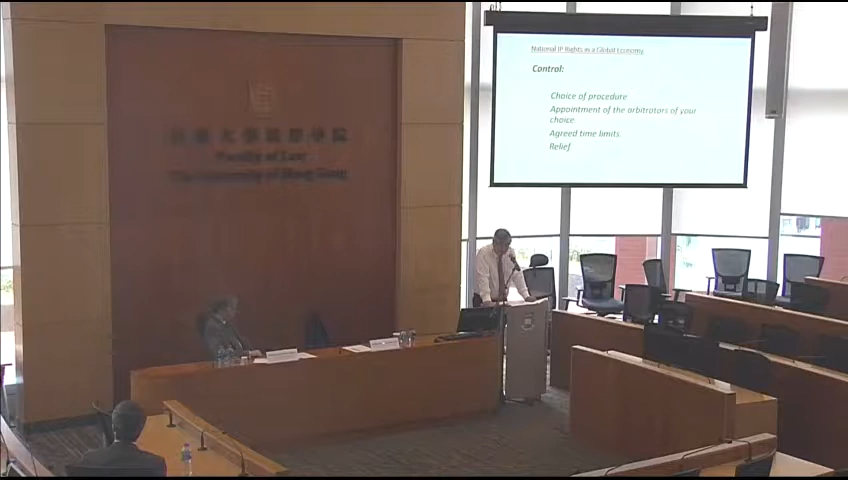 National IP Rights in a Global Economy
Control:
Choice of procedure
Appointment of the arbitrators of your
choice
Agreed time limits.
Relief
Faculty of Law
The University of Hong Kong